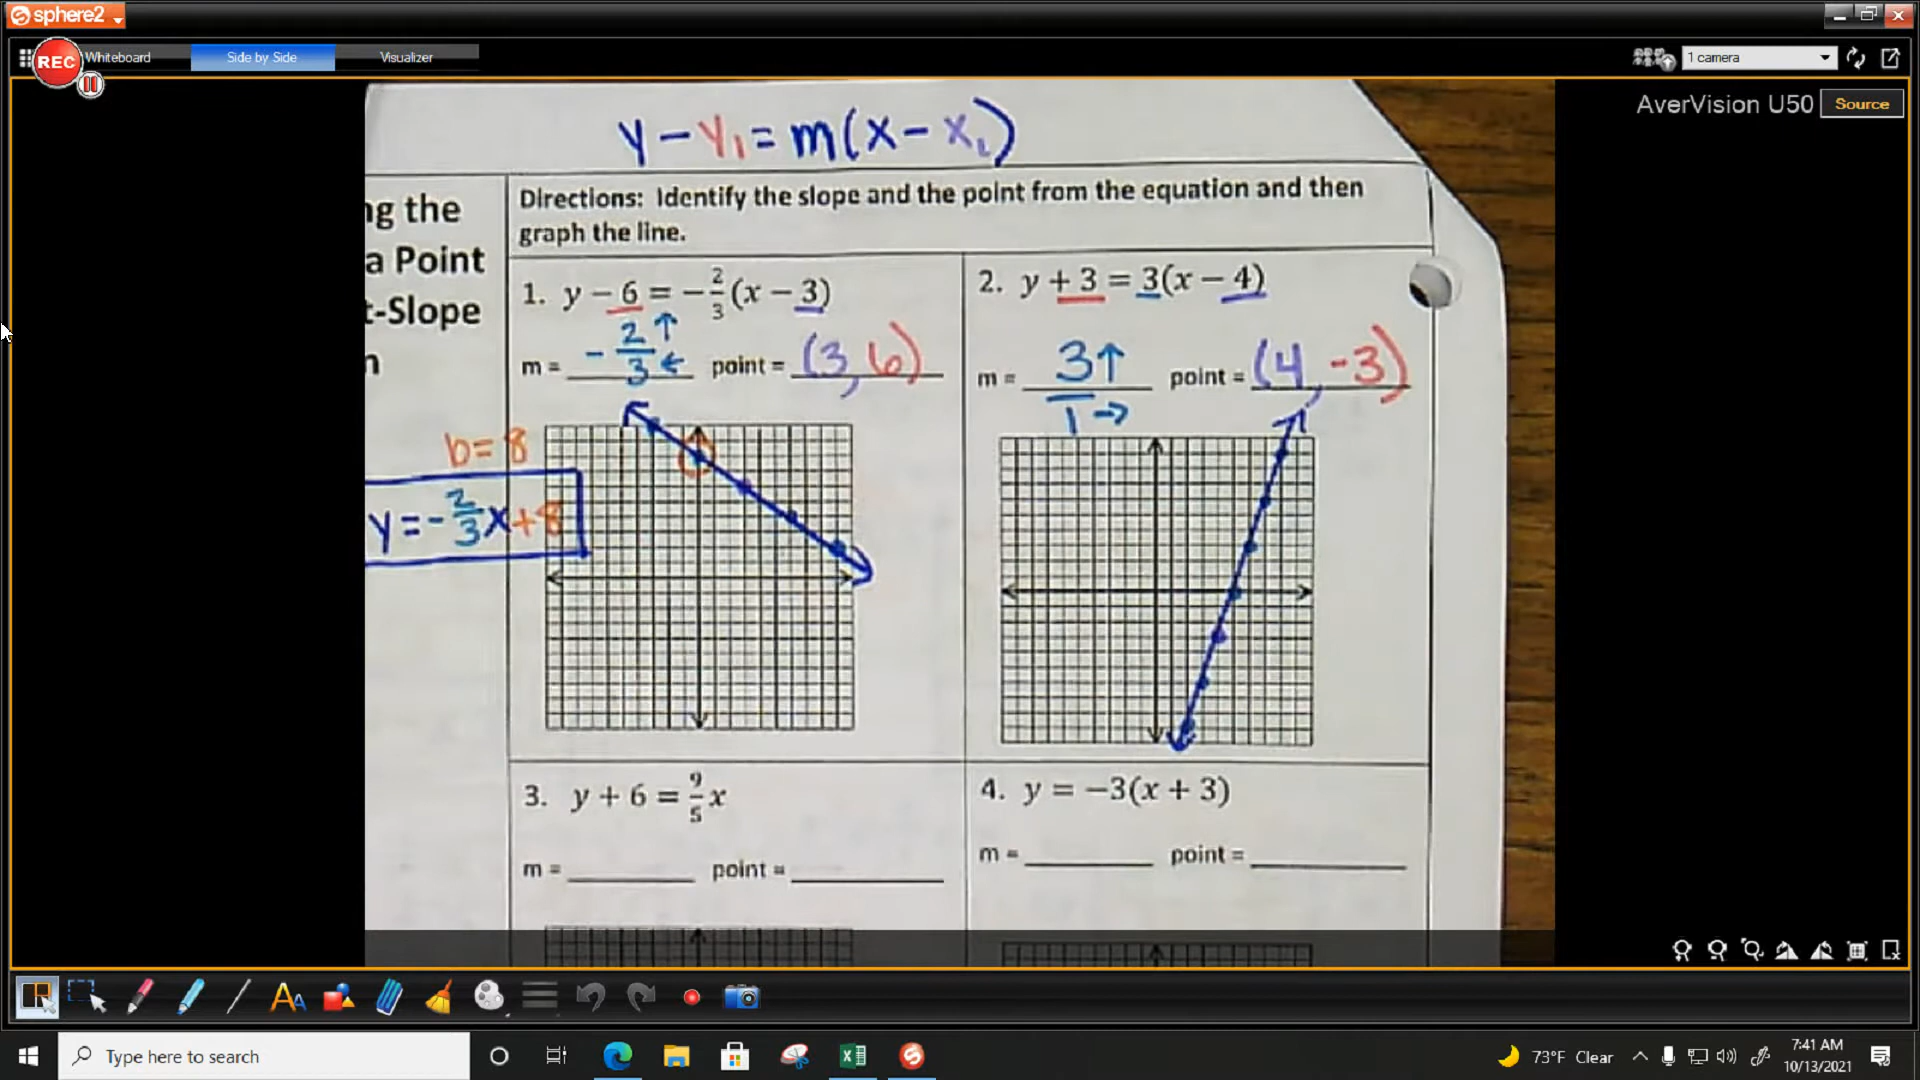 sphere2
REC
Whiteboard
Side by Side
Visualizer
1 camera
AverVision U50
Source
y - y₁ = m(x - x₁)
ng the
a Point
t-Slope
Directions: Identify the slope and the point from the equation and then
graph the line.
1. y − 6 = −2/3(x − 3)
m = -2/3 ↑ ← point = (3, 6)
b = 8
y = -2/3x + 8
2. y + 3 = 3(x − 4)
m = 3↑/1→ point = (4, -3)
3. y + 6 = 9/5x
m = ______ point = ______
4. y = −3(x + 3)
m = ______ point = ______
Type here to search
73°F Clear
7:41 AM
10/13/2021